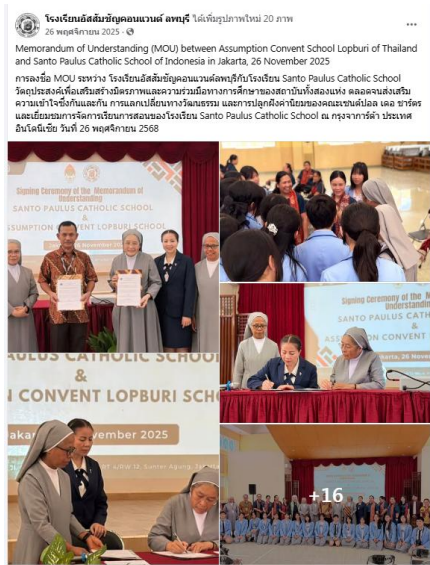 โรงเรียนอัสสัมชัญคอนแวนต์ ลพบุรี ได้เพิ่มรูปภาพใหม่ 20 ภาพ
26 พฤศจิกายน 2025 ·
Memorandum of Understanding (MOU) between Assumption Convent School Lopburi of Thailand
and Santo Paulus Catholic School of Indonesia in Jakarta, 26 November 2025
การลงชื่อ MOU ระหว่าง โรงเรียนอัสสัมชัญคอนแวนต์ลพบุรีกับโรงเรียน Santo Paulus Catholic School
วัตถุประสงค์เพื่อเสริมสร้างมิตรภาพและความร่วมมือทางการศึกษาของสถาบันทั้งสองแห่ง ตลอดจนส่งเสริม
ความเข้าใจซึ่งกันและกัน การแลกเปลี่ยนทางวัฒนธรรม และการปลูกฝังค่านิยมของคณะเซนต์ปอล เดอ ชาร์ตร
และเยี่ยมชมการจัดการเรียนการสอนของโรงเรียน Santo Paulus Catholic School ณ กรุงจาการ์ต้า ประเทศ
อินโดนีเซีย วันที่ 26 พฤศจิกายน 2568
Signing Ceremony of the Memorandum of
Understanding
SANTO PAULUS CATHOLIC SCHOOL
&
ASSUMPTION CONVENT LOPBURI SCHOOL
November 2025
Signing Ceremony of the Me
Understanding
SANTO PAULUS CATH
&
ASSUMPTION CONVENT
Jakarta, 26 Novem
PAULUS CATHOLIC SCHOOL
&
N CONVENT LOPBURI SCHO
November 2025
+16